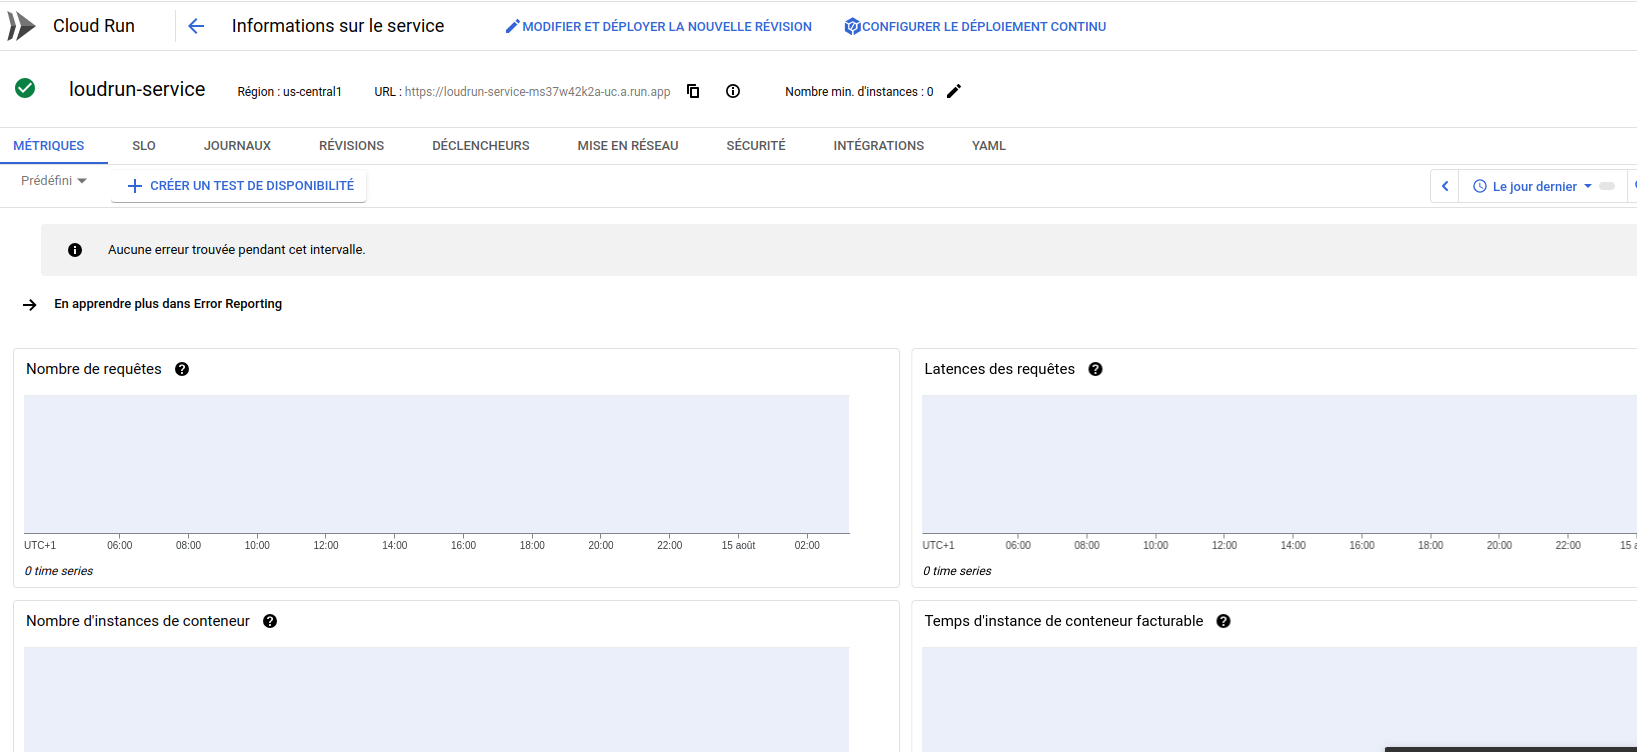 Cloud Run
Informations sur le service
MODIFIER ET DÉPLOYER LA NOUVELLE RÉVISION
CONFIGURER LE DÉPLOIEMENT CONTINU
loudrun-service
Région : us-central1
URL : https://loudrun-service-ms37w42k2a-uc.a.run.app
Nombre min. d'instances : 0
MÉTRIQUES SLO JOURNAUX RÉVISIONS DÉCLENCHEURS MISE EN RÉSEAU SÉCURITÉ INTÉGRATIONS YAML
Prédéfini
CRÉER UN TEST DE DISPONIBILITÉ
Le jour dernier
Aucune erreur trouvée pendant cet intervalle.
En apprendre plus dans Error Reporting
Nombre de requêtes
UTC+1 06:00 08:00 10:00 12:00 14:00 16:00 18:00 20:00 22:00 15 août 02:00
0 time series
Latences des requêtes
UTC+1 06:00 08:00 10:00 12:00 14:00 16:00 18:00 20:00 22:00 15 a
0 time series
Nombre d'instances de conteneur
Temps d'instance de conteneur facturable